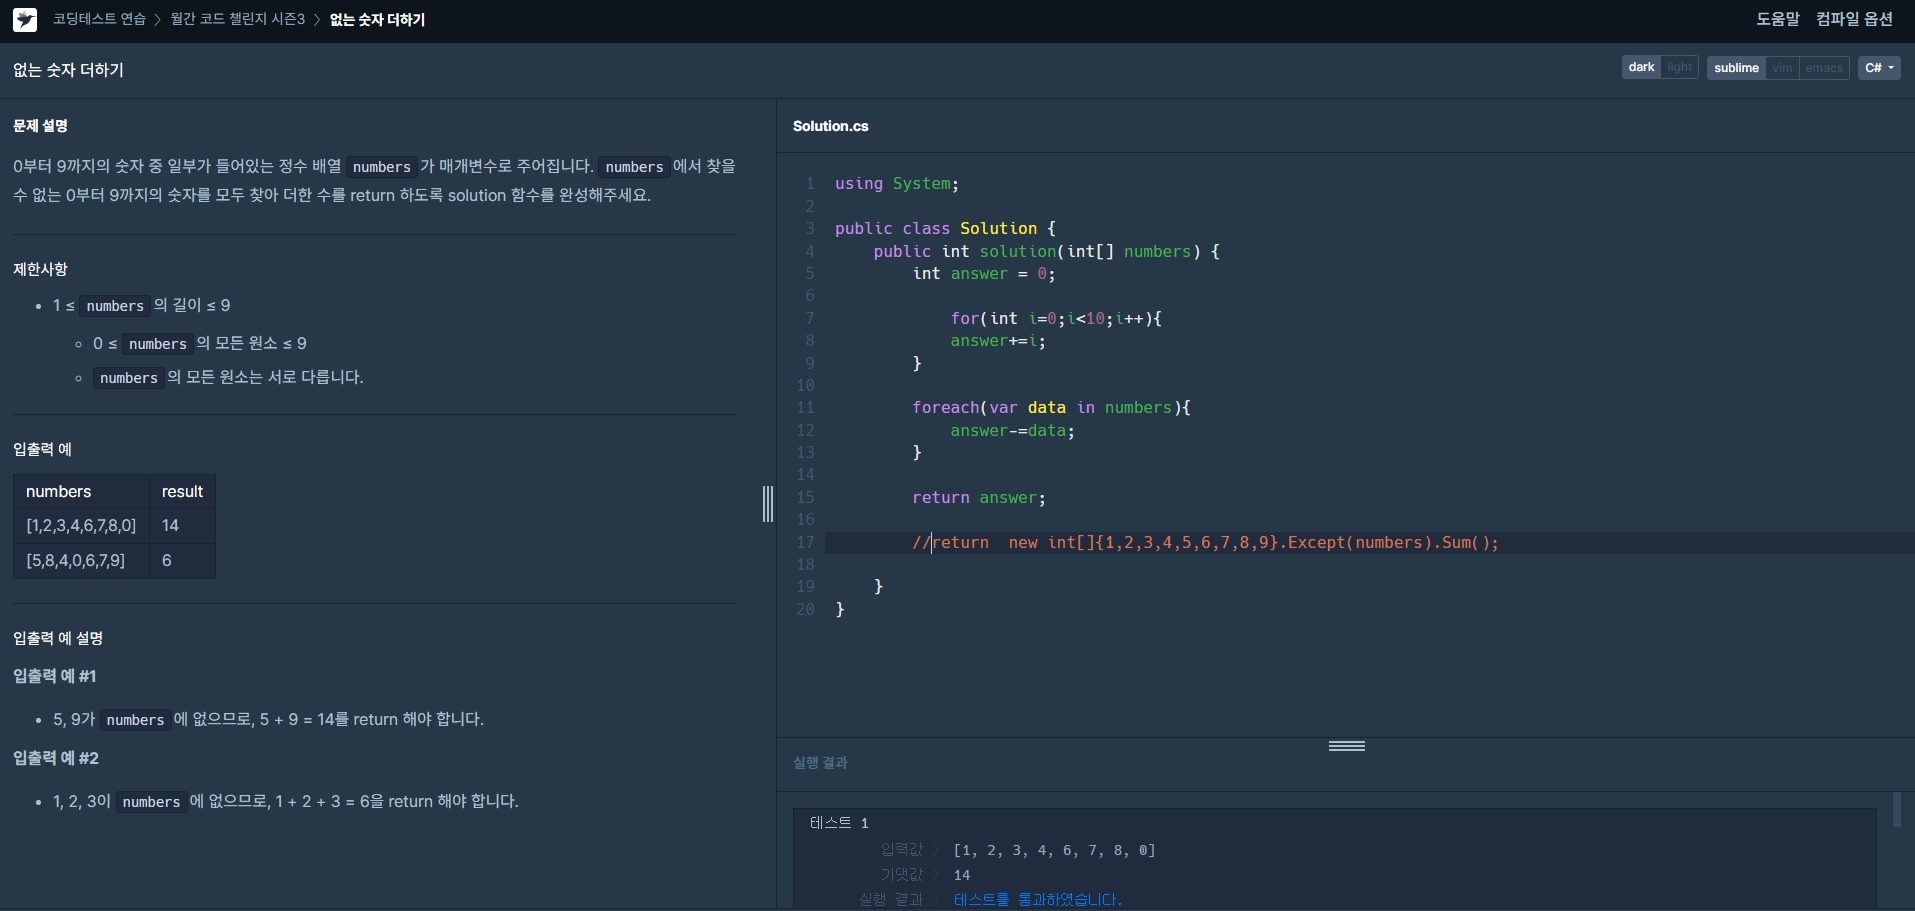 코딩테스트 연습 > 월간 코드 챌린지 시즌3 > 없는 숫자 더하기
도움말 컴파일 옵션
없는 숫자 더하기
dark light sublime vim emacs C#
문제 설명
0부터 9까지의 숫자 중 일부가 들어있는 정수 배열 numbers 가 매개변수로 주어집니다. numbers 에서 찾을
수 없는 0부터 9까지의 숫자를 모두 찾아 더한 수를 return 하도록 solution 함수를 완성해주세요.
제한사항
• 1 ≤ numbers 의 길이 ≤ 9
◦ 0 ≤ numbers 의 모든 원소 ≤ 9
◦ numbers 의 모든 원소는 서로 다릅니다.
입출력 예
numbers result
[1,2,3,4,6,7,8,0] 14
[5,8,4,0,6,7,9] 6
입출력 예 설명
입출력 예 #1
• 5, 9가 numbers 에 없으므로, 5 + 9 = 14를 return 해야 합니다.
입출력 예 #2
• 1, 2, 3이 numbers 에 없으므로, 1 + 2 + 3 = 6을 return 해야 합니다.
Solution.cs
1 using System;
2
3 public class Solution {
4     public int solution(int[] numbers) {
5         int answer = 0;
6
7             for(int i=0;i<10;i++){
8             answer+=i;
9         }
10
11         foreach(var data in numbers){
12             answer-=data;
13         }
14
15         return answer;
16
17         //return  new int[]{1,2,3,4,5,6,7,8,9}.Except(numbers).Sum();
18
19     }
20 }
실행 결과
테스트 1
입력값 > [1, 2, 3, 4, 6, 7, 8, 0]
기댓값 > 14
실행 결과 > 테스트를 통과하였습니다.